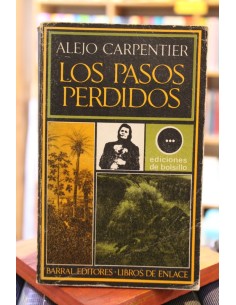 ALEJO CARPENTIER
LOS PASOS
PERDIDOS
ediciones
de bolsillo
BARRAL EDITORES - LIBROS DE ENLACE